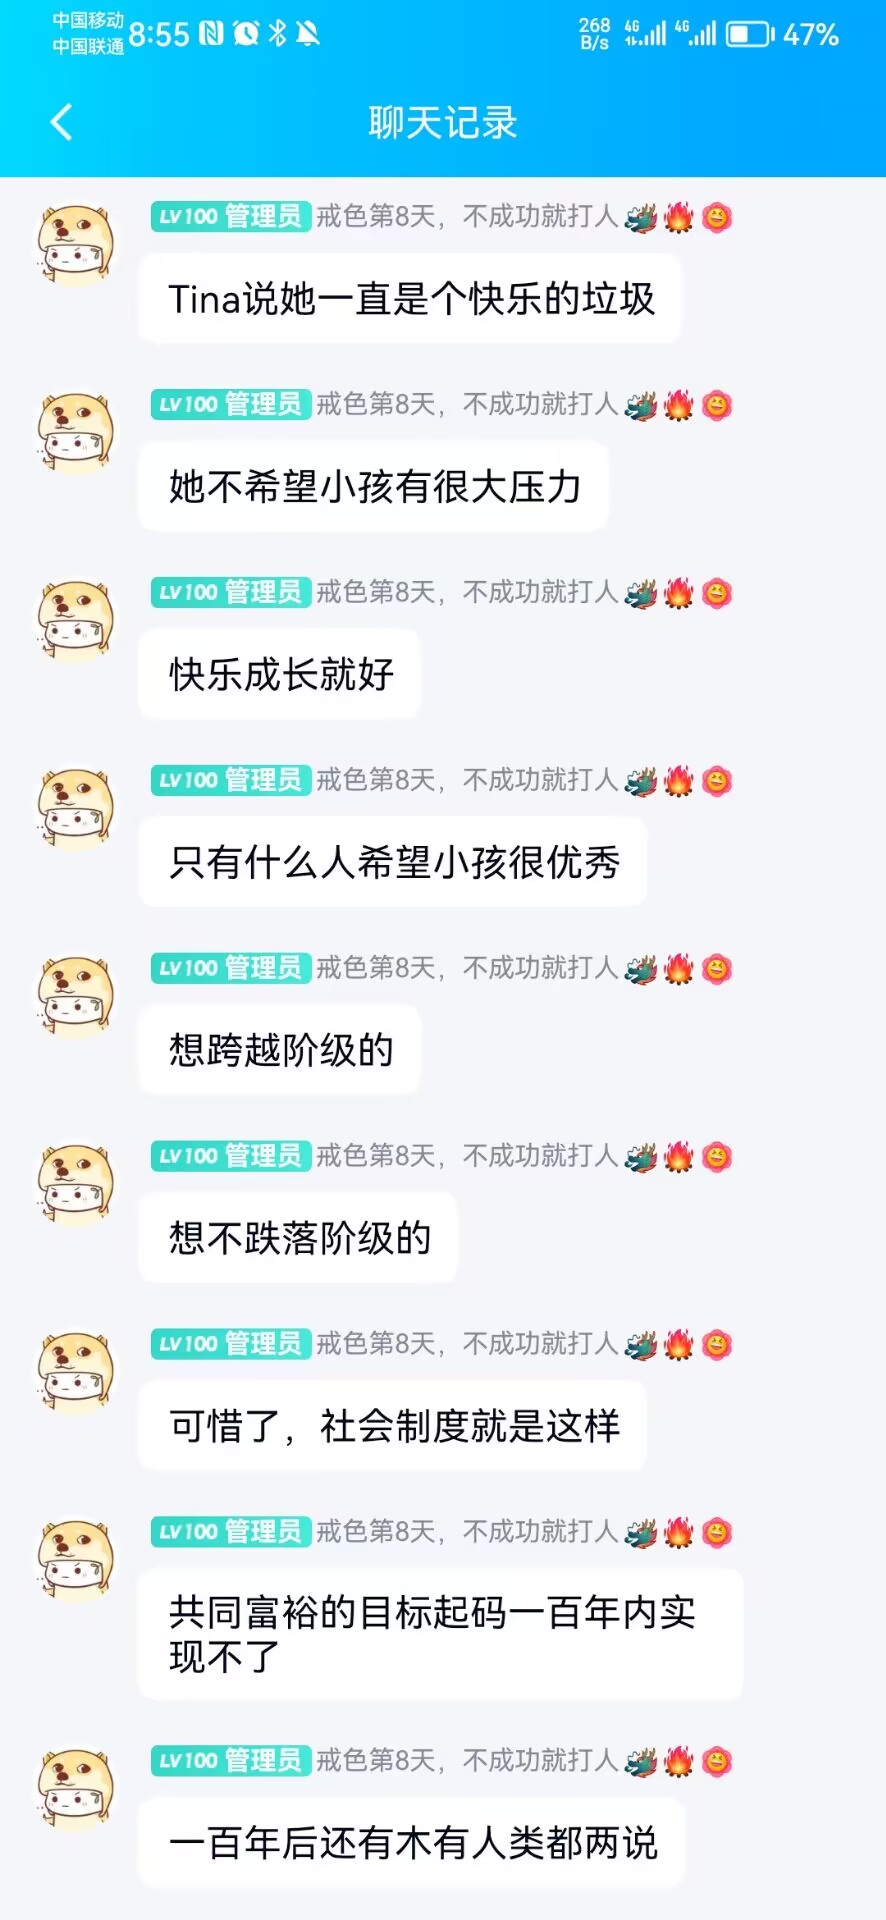 中国移动
中国联通
8:55
268
B/s
4G
4G
47%
聊天记录
LV100 管理员 戒色第8天，不成功就打人🐉🔥
Tina说她一直是个快乐的垃圾
LV100 管理员 戒色第8天，不成功就打人🐉🔥
她不希望小孩有很大压力
LV100 管理员 戒色第8天，不成功就打人🐉🔥
快乐成长就好
LV100 管理员 戒色第8天，不成功就打人🐉🔥
只有什么人希望小孩很优秀
LV100 管理员 戒色第8天，不成功就打人🐉🔥
想跨越阶级的
LV100 管理员 戒色第8天，不成功就打人🐉🔥
想不跌落阶级的
LV100 管理员 戒色第8天，不成功就打人🐉🔥
可惜了，社会制度就是这样
LV100 管理员 戒色第8天，不成功就打人🐉🔥
共同富裕的目标起码一百年内实
现不了
LV100 管理员 戒色第8天，不成功就打人🐉🔥
一百年后还有木有人类都两说